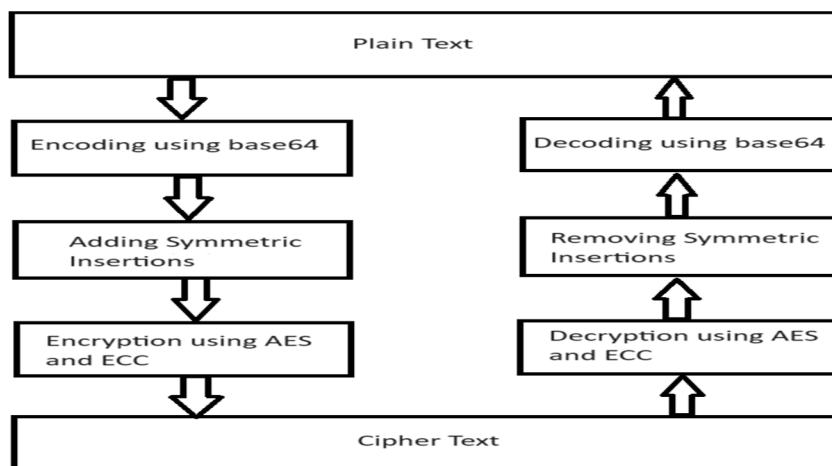 Plain Text
Encoding using base64
Adding Symmetric
Insertions
Encryption using AES
and ECC
Decoding using base64
Removing Symmetric
Insertions
Decryption using AES
and ECC
Cipher Text